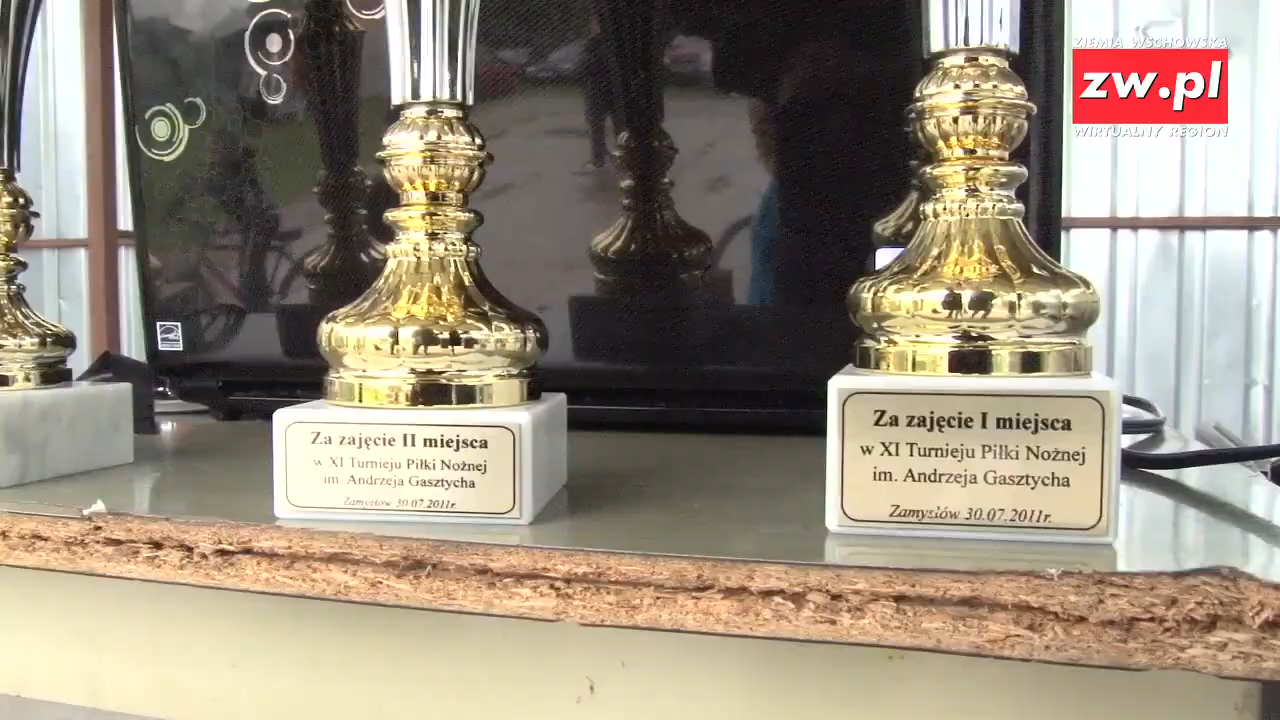 ZIEMIA WSCHOWSKA
zw.pl
WIRTUALNY REGION
Za zajęcie II miejsca
w XI Turnieju Piłki Nożnej
im. Andrzeja Gasztycha
Zamysłów 30.07.2011r.
Za zajęcie I miejsca
w XI Turnieju Piłki Nożnej
im. Andrzeja Gasztycha
Zamysłów 30.07.2011r.